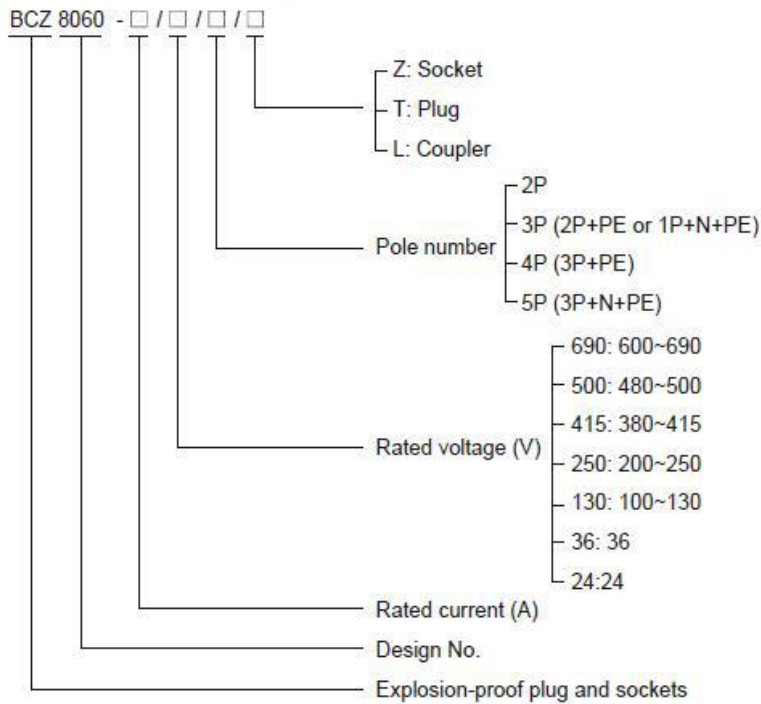 BCZ 8060 - □ / □ / □ / □
Z: Socket
T: Plug
L: Coupler
2P
3P (2P+PE or 1P+N+PE)
Pole number
4P (3P+PE)
5P (3P+N+PE)
690: 600~690
500: 480~500
415: 380~415
Rated voltage (V)
250: 200~250
130: 100~130
36: 36
24:24
Rated current (A)
Design No.
Explosion-proof plug and sockets